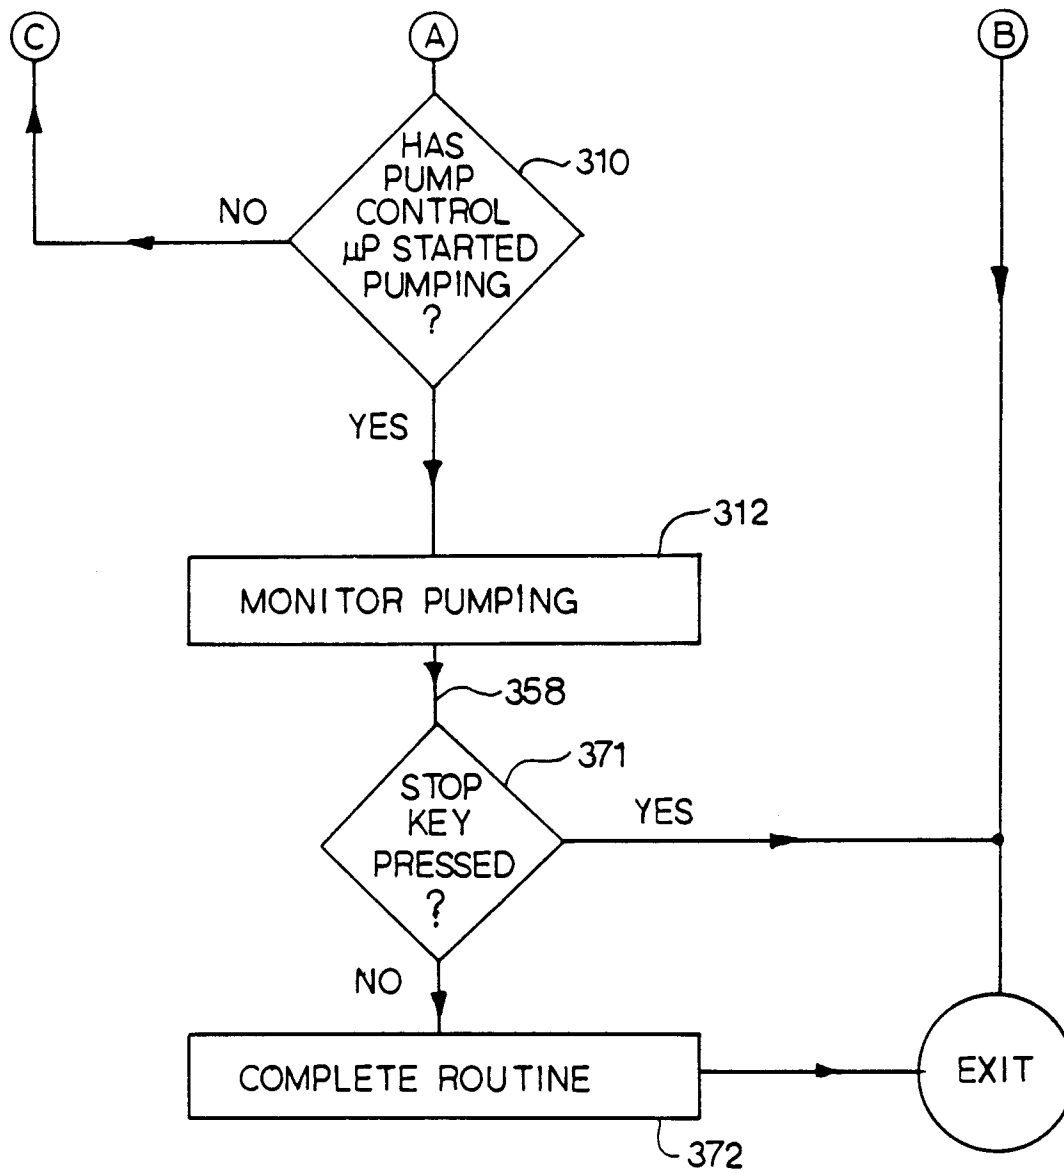 C
A
B
HAS
PUMP
CONTROL
µP STARTED
PUMPING
?
310
NO
YES
312
MONITOR PUMPING
358
371
STOP
KEY
PRESSED
?
YES
NO
COMPLETE ROUTINE
EXIT
372